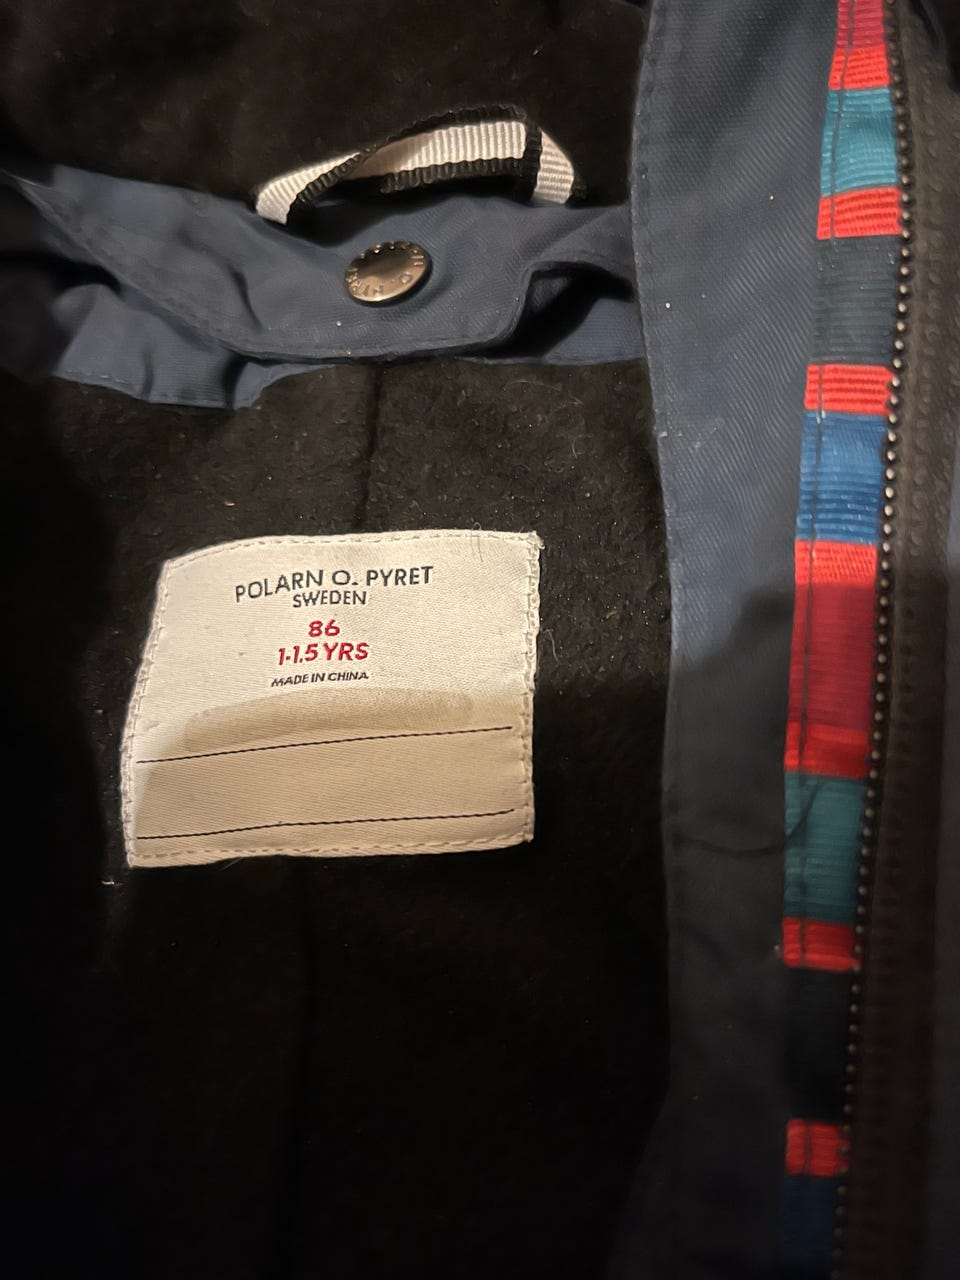 POLARN O. PYRET
SWEDEN
86
1-1.5 YRS
MADE IN CHINA